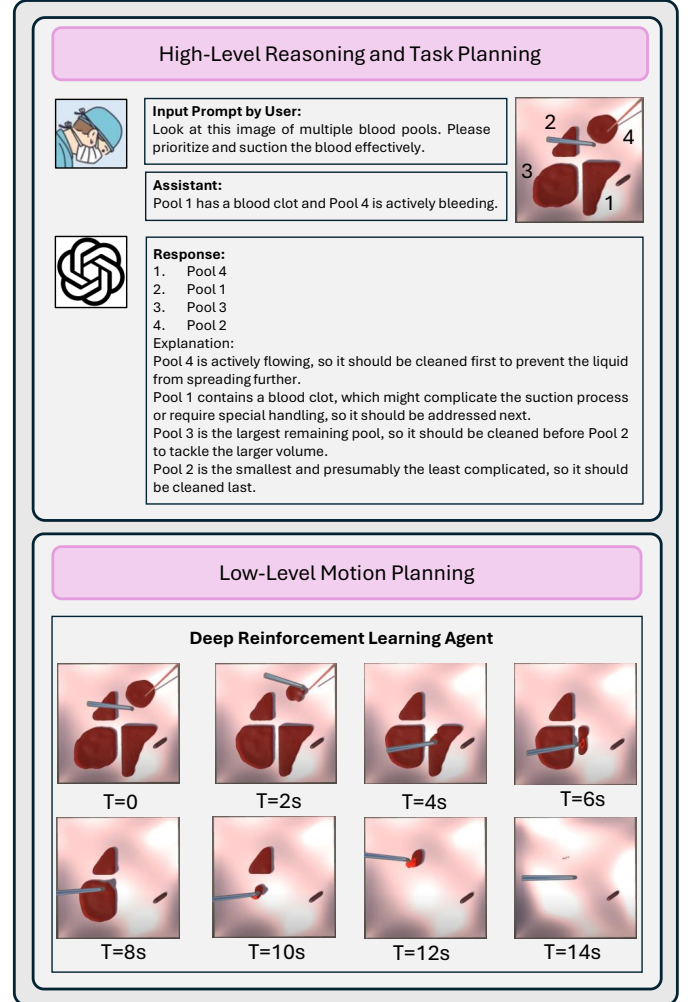 High-Level Reasoning and Task Planning
Input Prompt by User:
Look at this image of multiple blood pools. Please
prioritize and suction the blood effectively.
Assistant:
Pool 1 has a blood clot and Pool 4 is actively bleeding.
2
4
3
1
Response:
1. Pool 4
2. Pool 1
3. Pool 3
4. Pool 2
Explanation:
Pool 4 is actively flowing, so it should be cleaned first to prevent the liquid
from spreading further.
Pool 1 contains a blood clot, which might complicate the suction process
or require special handling, so it should be addressed next.
Pool 3 is the largest remaining pool, so it should be cleaned before Pool 2
to tackle the larger volume.
Pool 2 is the smallest and presumably the least complicated, so it should
be cleaned last.
Low-Level Motion Planning
Deep Reinforcement Learning Agent
T=0
T=2s
T=4s
T=6s
T=8s
T=10s
T=12s
T=14s